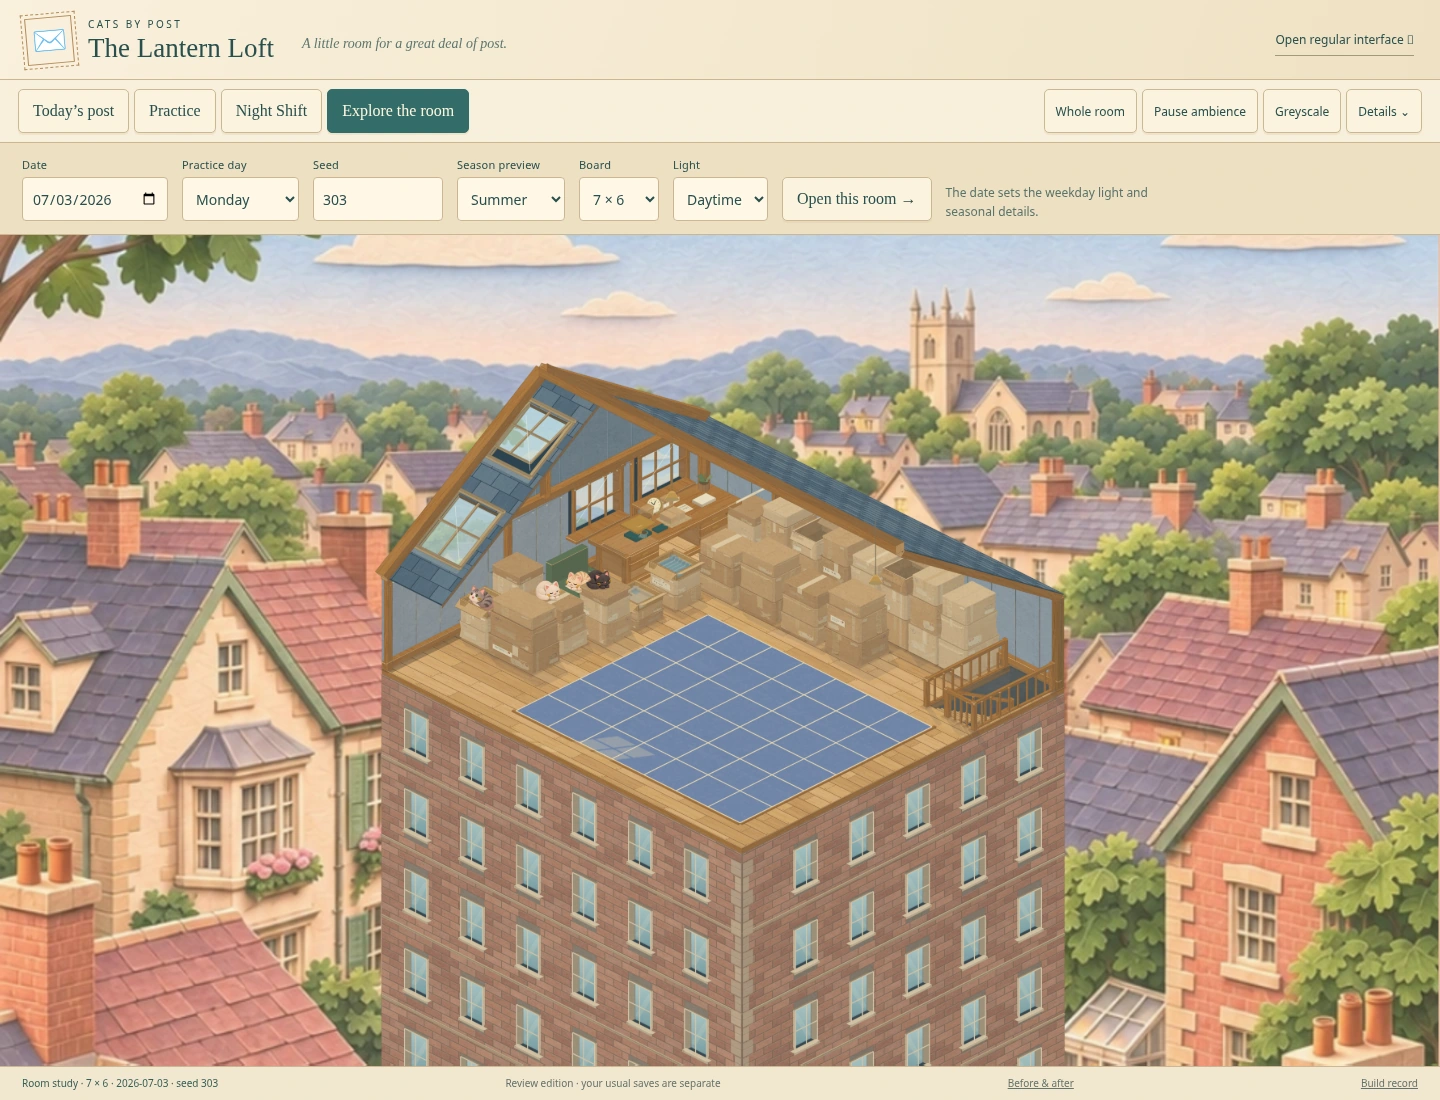 CATS BY POST
The Lantern Loft
A little room for a great deal of post.
Open regular interface
Today’s post
Practice
Night Shift
Explore the room
Whole room
Pause ambience
Greyscale
Details
Date
Practice day
Seed
Season preview
Board
Light
07/03/2026
Monday
303
Summer
7 × 6
Daytime
Open this room →
The date sets the weekday light and
seasonal details.
Room study · 7 × 6 · 2026-07-03 · seed 303
Review edition · your usual saves are separate
Before & after
Build record